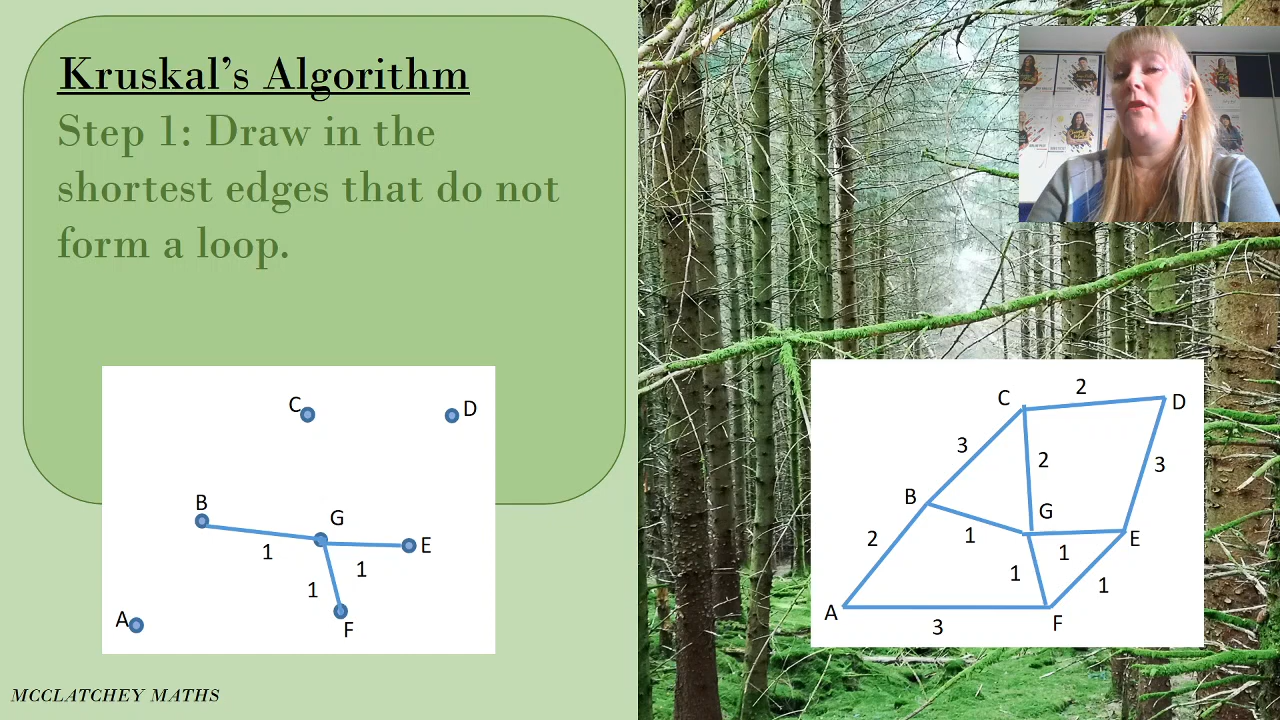 Kruskal's Algorithm
Step 1: Draw in the
shortest edges that do not
form a loop.
C
D
B
G
E
1
1
1
A
F
2
C
D
3
2
3
B
G
1
E
2
1
1
1
A
F
3
MCCLATCHEY MATHS